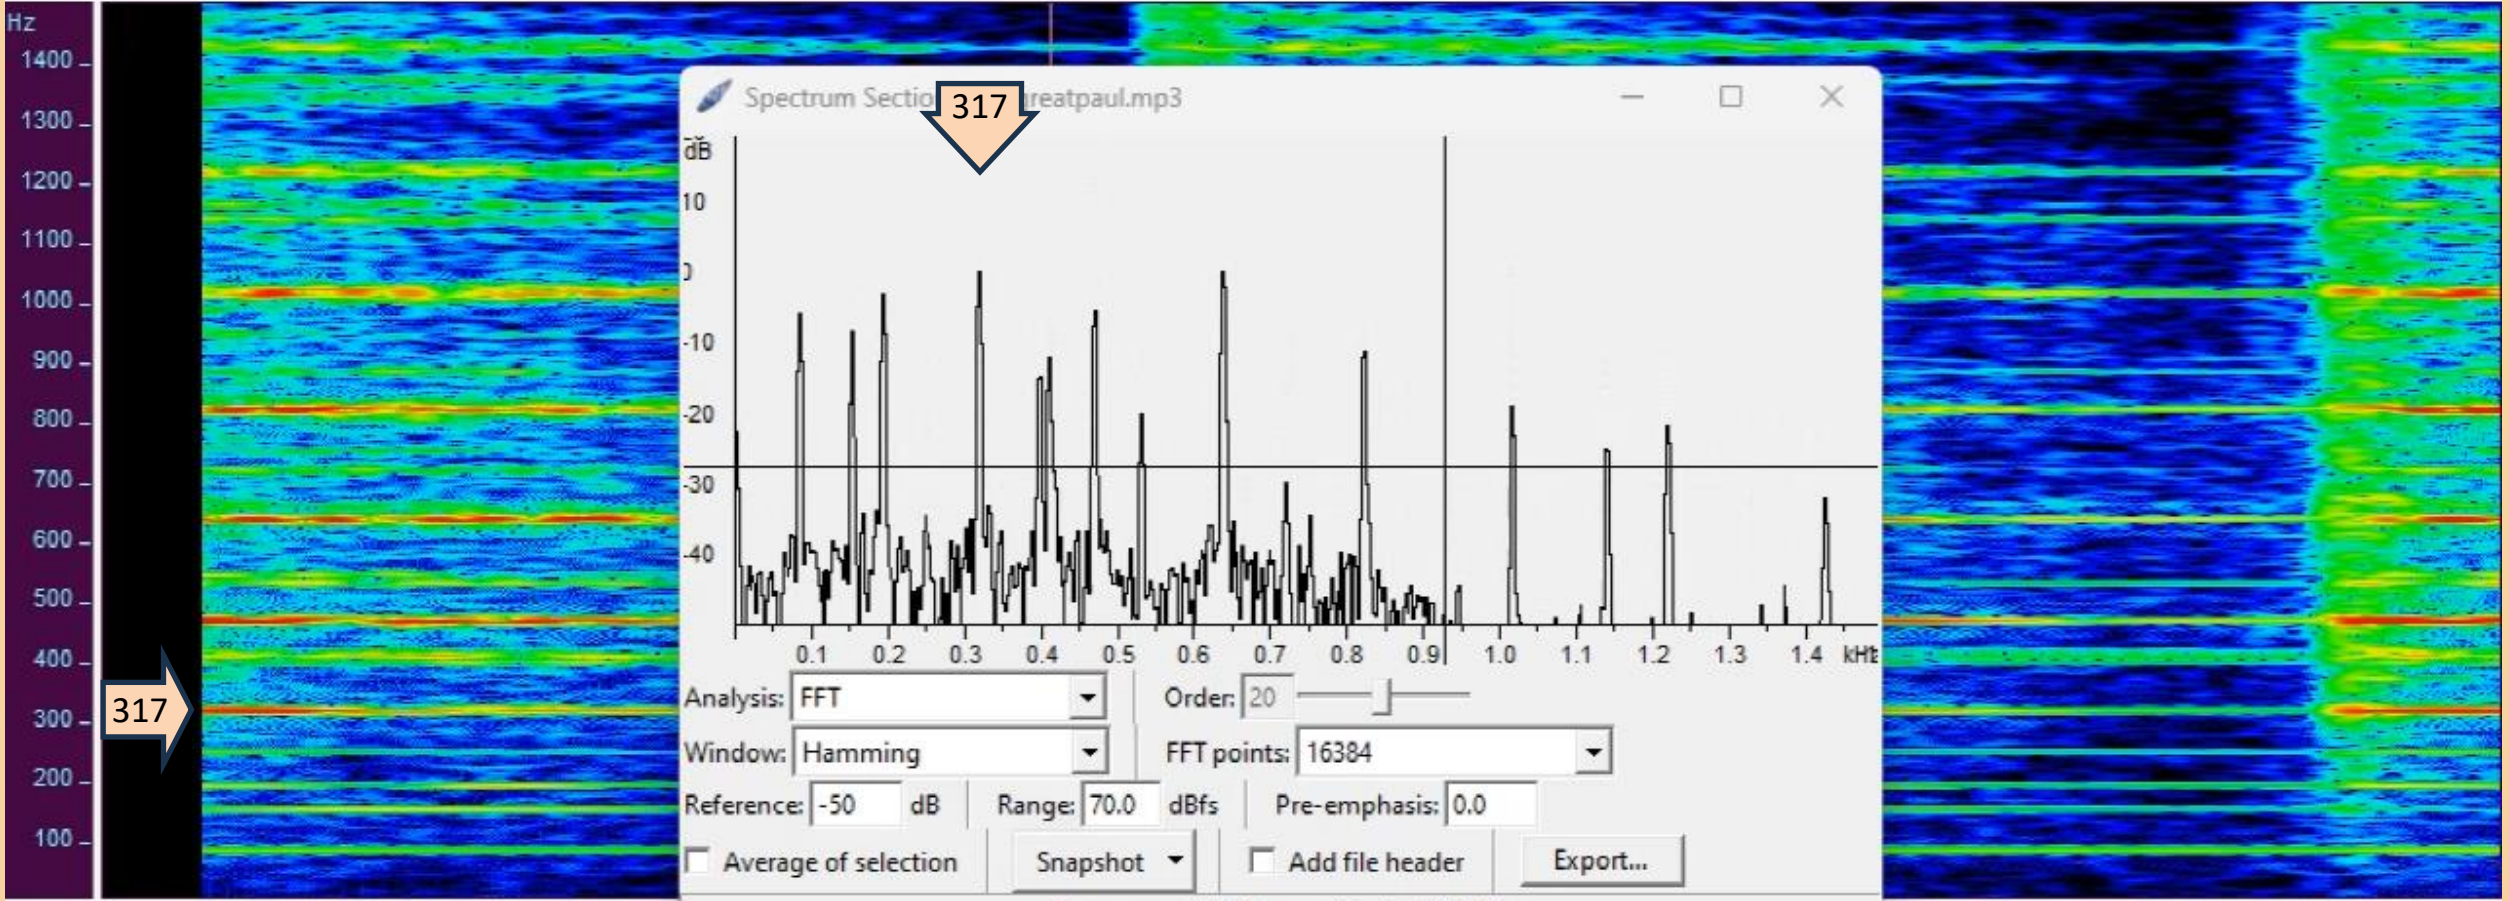 Hz
1400
1300
1200
1100
1000
900
800
700
600
500
400
300
200
100
317
317
Spectrum Sectio greatpaul.mp3
dB
10
0
-10
-20
-30
-40
0.1 0.2 0.3 0.4 0.5 0.6 0.7 0.8 0.9 1.0 1.1 1.2 1.3 1.4 kHz
Analysis: FFT Order: 20
Window: Hamming FFT points: 16384
Reference: -50 dB Range: 70.0 dBfs Pre-emphasis: 0.0
Average of selection Snapshot Add file header Export...